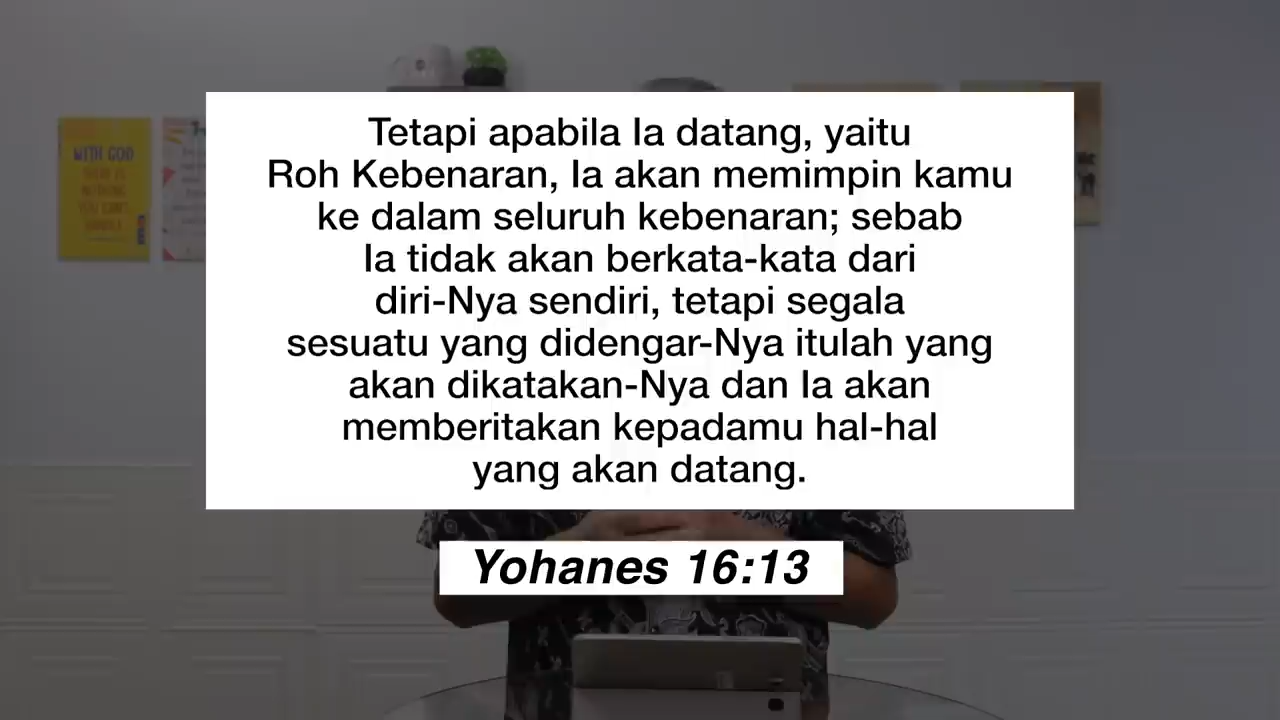 Tetapi apabila Ia datang, yaitu
Roh Kebenaran, Ia akan memimpin kamu
ke dalam seluruh kebenaran; sebab
Ia tidak akan berkata-kata dari
diri-Nya sendiri, tetapi segala
sesuatu yang didengar-Nya itulah yang
akan dikatakan-Nya dan Ia akan
memberitakan kepadamu hal-hal
yang akan datang.
Yohanes 16:13
WITH GOD